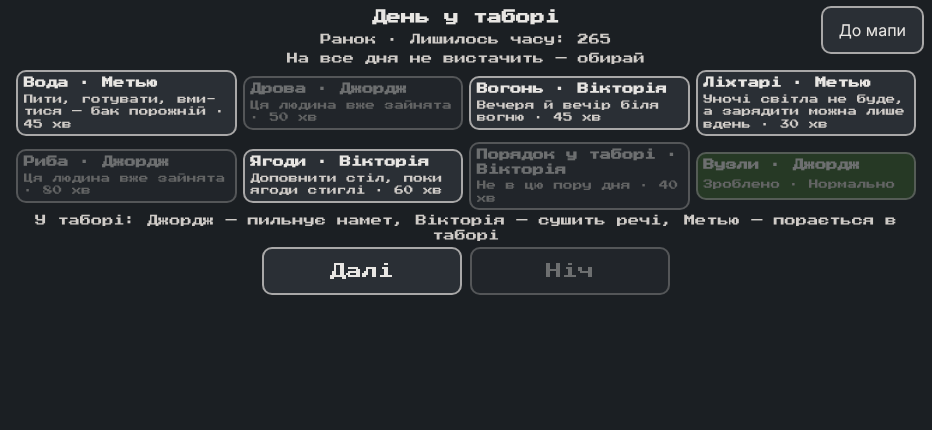 День у таборі
До мапи
Ранок · Лишилось часу: 265
На все дня не вистачить — обирай
Вода · Метью
Пити, готувати, вми-
тися — бак порожній ·
45 хв
Дрова · Джордж
Ця людина вже зайнята
· 50 хв
Вогонь · Вікторія
Вечеря й вечір біля
вогню · 45 хв
Ліхтарі · Метью
Уночі світла не буде,
а зарядити можна лише
вдень · 30 хв
Риба · Джордж
Ця людина вже зайнята
· 80 хв
Ягоди · Вікторія
Доповнити стіл, поки
ягоди стиглі · 60 хв
Порядок у таборі ·
Вікторія
Не в цю пору дня · 40
хв
Вузли · Джордж
Зроблено · Нормально
У таборі: Джордж — пильнує намет, Вікторія — сушить речі, Метью — порається в
таборі
Далі
Ніч